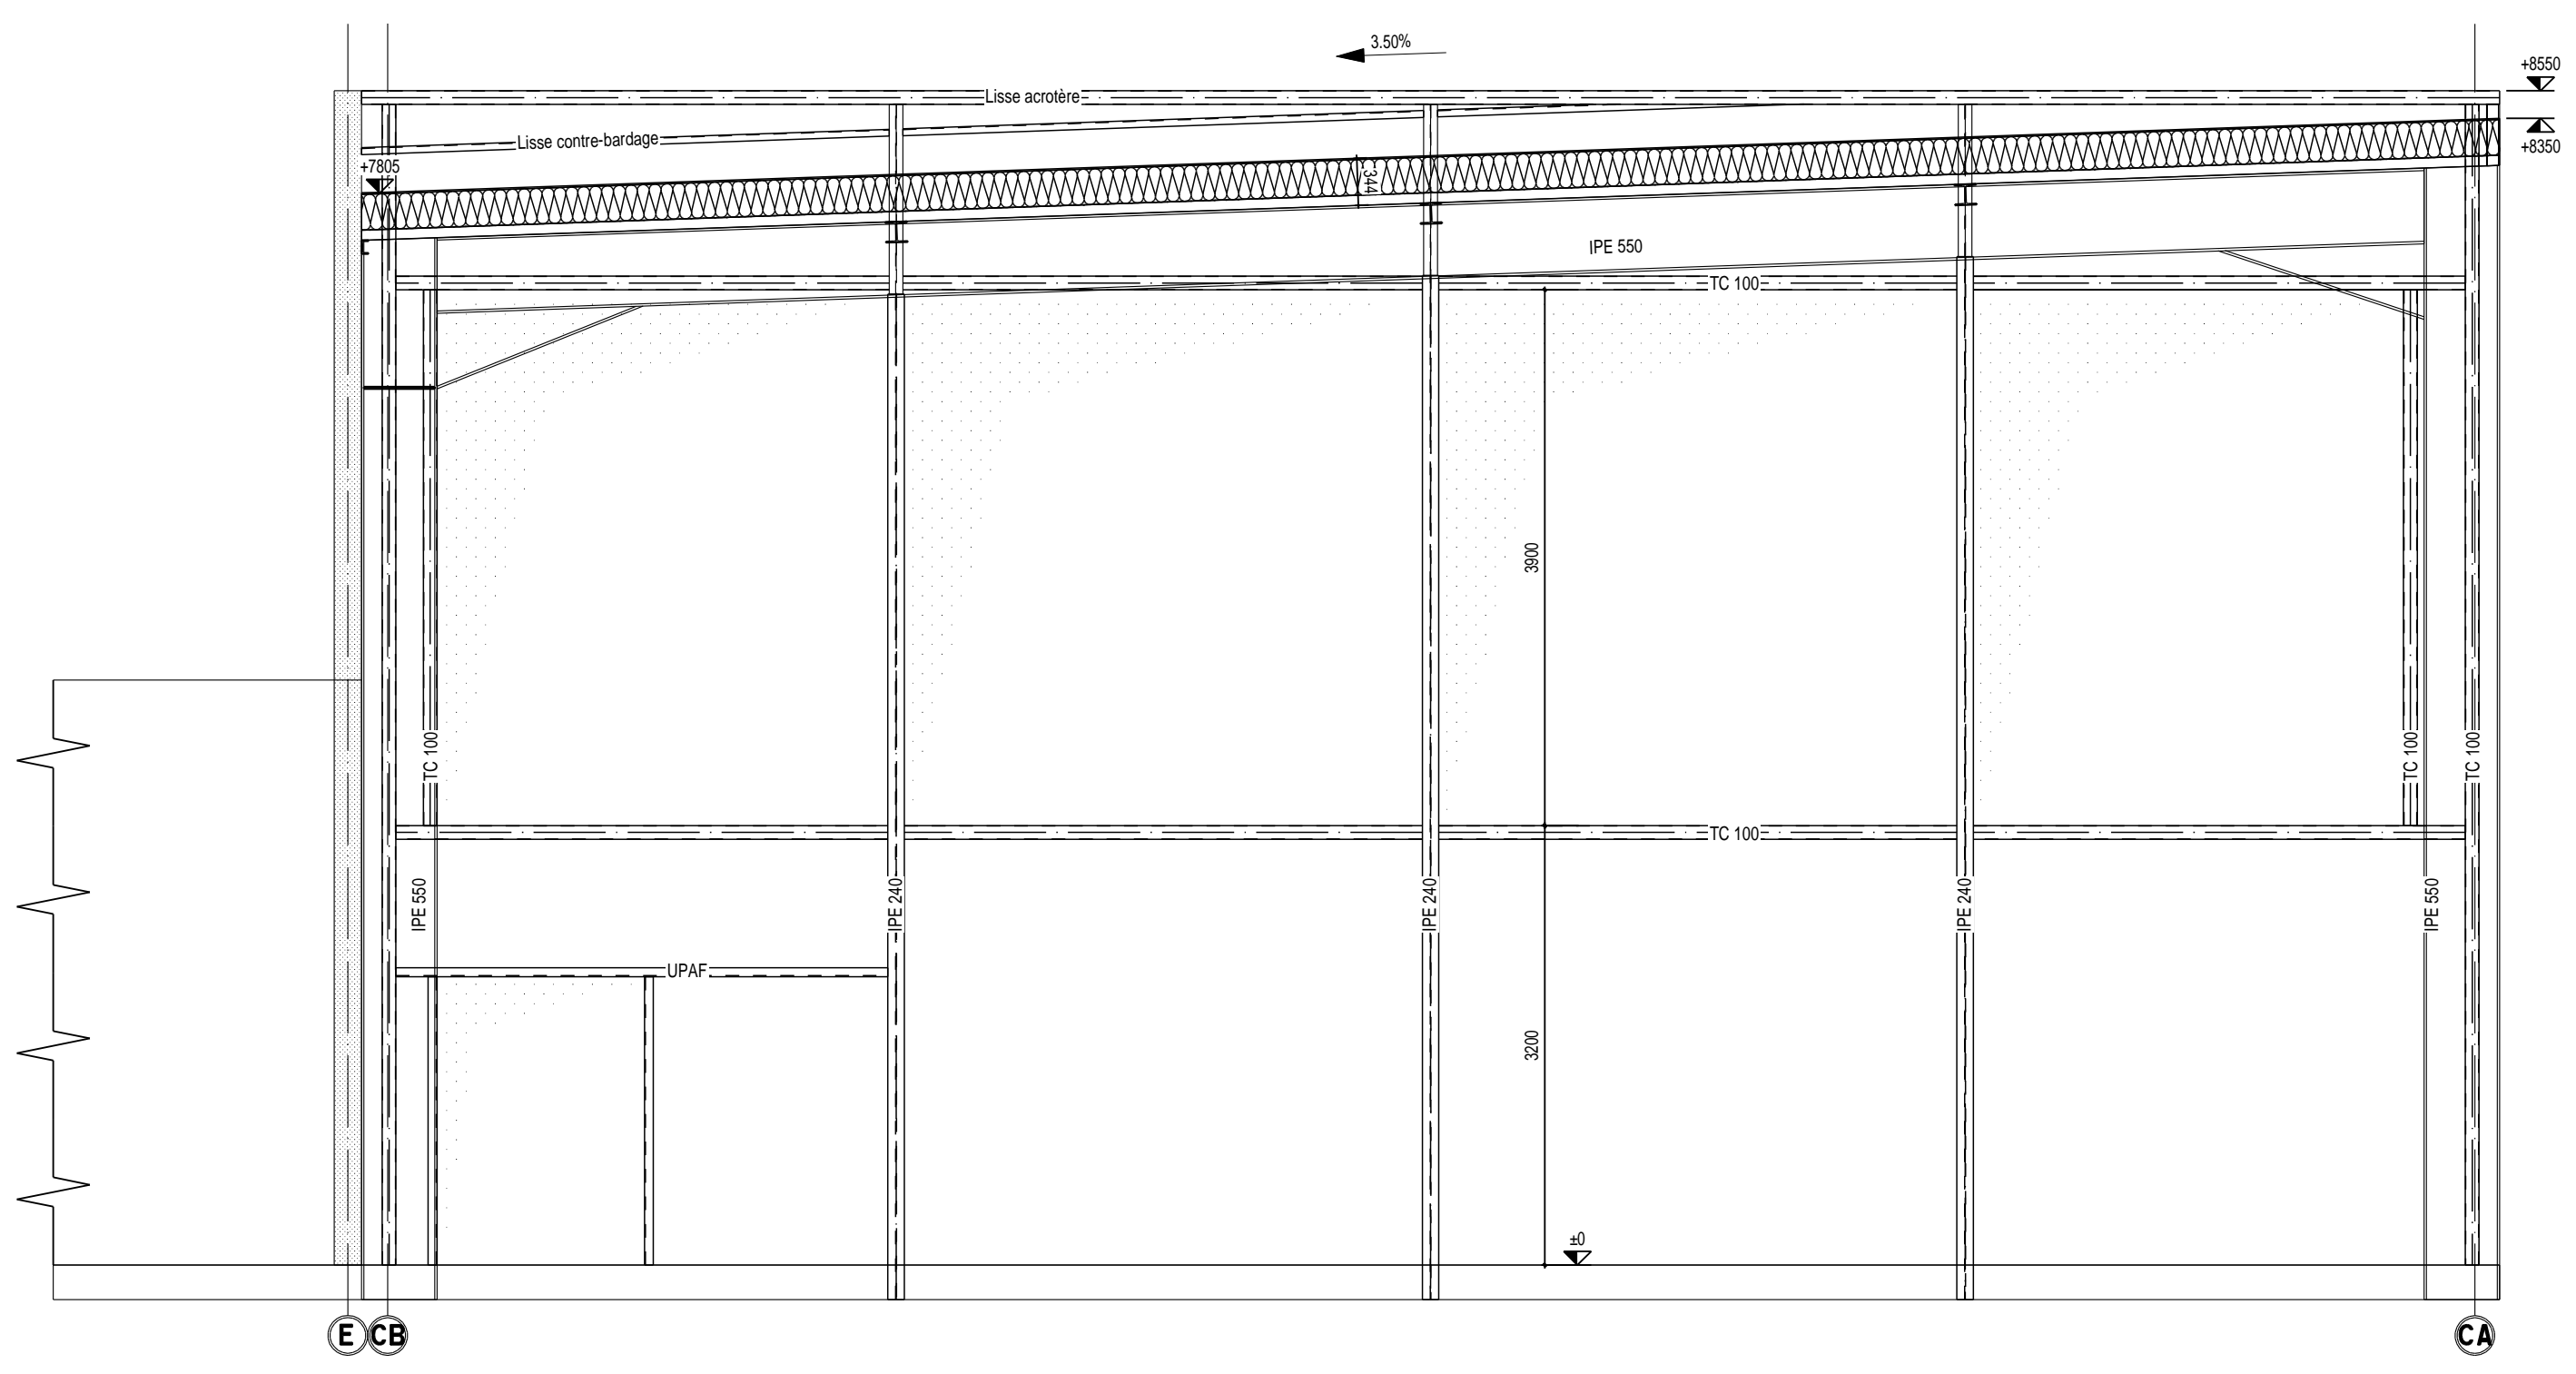 3.50%
+8550
Lisse acrotère
Lisse contre-bardage
+8350
+7805
344
IPE 550
TC 100
3900
TC 100
TC 100
TC 100
TC 100
IPE 550
IPE 240
IPE 240
IPE 240
IPE 550
UPAF
3200
±0
E
CB
CA